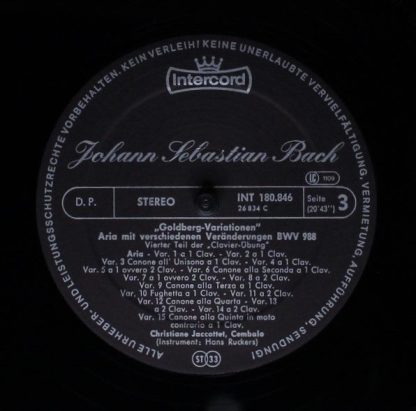 ALLE URHEBER- UND LEISTUNGSSCHUTZRECHTE VORBEHALTEN. KEIN VERLEIH! KEINE UNERLAUBTE VERVIELFÄLTIGUNG, VERMIETUNG, AUFFÜHRUNG, SENDUNG!
Intercord
Johann Sebastian Bach
LC 1109
D. P. STEREO INT 180.846 Seite 3
26 834 C (20'43")
„Goldberg-Variationen"
Aria mit verschiedenen Veränderungen BWV 988
Vierter Teil der „Clavier-Übung"
Aria - Var. 1 a 1 Clav. - Var. 2 a 1 Clav.
Var. 3 Canone all' Unisono a 1 Clav. - Var. 4 a 1 Clav.
Var. 5 a 1 ovvero 2 Clav. - Var. 6 Canone alla Seconda a 1 Clav.
Var. 7 a 1 ovvero 2 Clav. - Var. 8 a 2 Clav.
Var. 9 Canone alla Terza a 1 Clav.
Var. 10 Fughetta a 1 Clav. - Var. 11 a 2 Clav.
Var. 12 Canone alla Quarta - Var. 13
a 2 Clav. - Var. 14 a 2 Clav.
Var. 15 Canone alla Quinta in moto
contrario a 1 Clav.
Christiane Jaccottet, Cembalo
(Instrument: Hans Ruckers)
ST 33